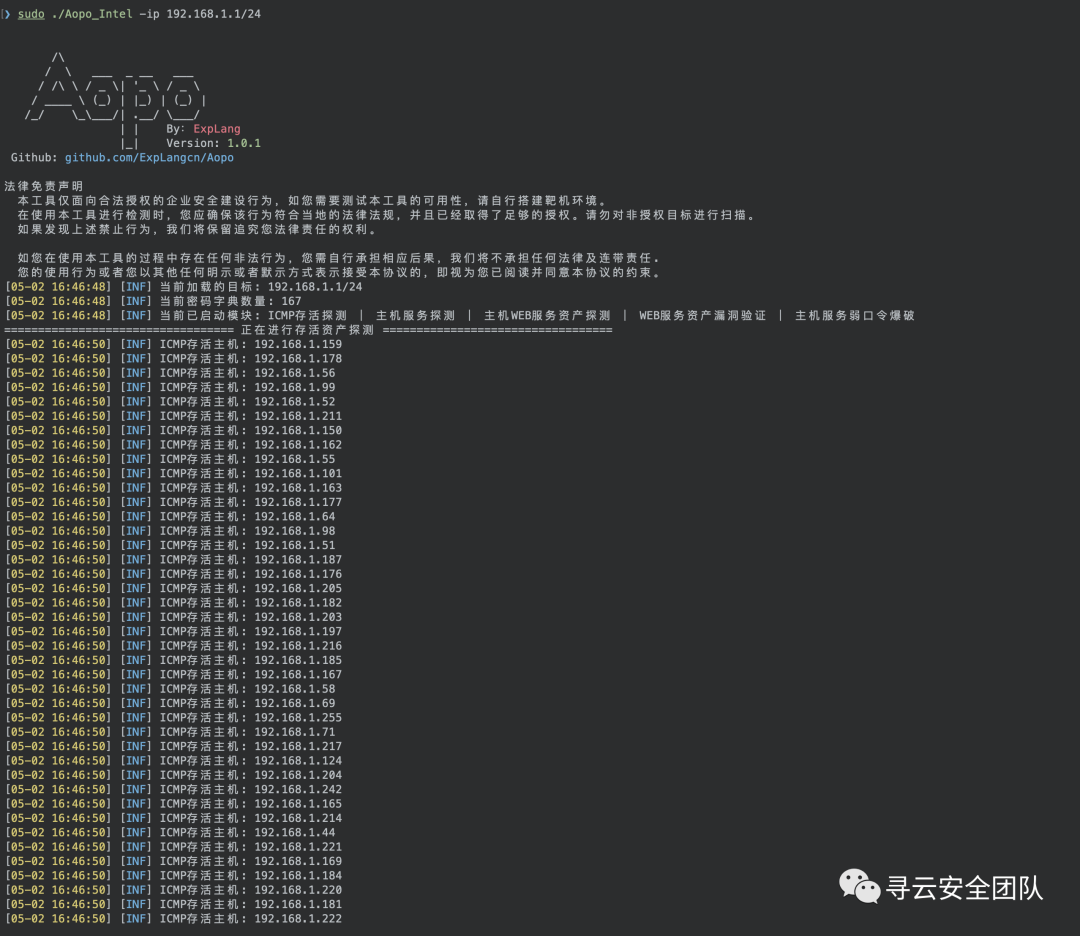 ❯ sudo ./Aopo_Intel -ip 192.168.1.1/24
Aopo
By: ExpLang
Version: 1.0.1
Github: github.com/ExpLangcn/Aopo
法律免责声明
本工具仅面向合法授权的企业安全建设行为，如您需要测试本工具的可用性，请自行搭建靶机环境。
在使用本工具进行检测时，您应确保该行为符合当地的法律法规，并且已经取得了足够的授权。请勿对非授权目标进行扫描。
如果发现上述禁止行为，我们将保留追究您法律责任的权利。
如您在使用本工具的过程中存在任何非法行为，您需自行承担相应后果，我们将不承担任何法律及连带责任.
您的使用行为或者您以其他任何明示或者默示方式表示接受本协议的，即视为您已阅读并同意本协议的约束。
[05-02 16:46:48] [INF] 当前加载的目标: 192.168.1.1/24
[05-02 16:46:48] [INF] 当前密码字典数量: 167
[05-02 16:46:48] [INF] 当前已启动模块: ICMP存活探测 | 主机服务探测 | 主机WEB服务资产探测 | WEB服务资产漏洞验证 | 主机服务弱口令爆破
================================== 正在进行存活资产探测 ==================================
[05-02 16:46:50] [INF] ICMP存活主机: 192.168.1.159
[05-02 16:46:50] [INF] ICMP存活主机: 192.168.1.178
[05-02 16:46:50] [INF] ICMP存活主机: 192.168.1.56
[05-02 16:46:50] [INF] ICMP存活主机: 192.168.1.99
[05-02 16:46:50] [INF] ICMP存活主机: 192.168.1.52
[05-02 16:46:50] [INF] ICMP存活主机: 192.168.1.211
[05-02 16:46:50] [INF] ICMP存活主机: 192.168.1.150
[05-02 16:46:50] [INF] ICMP存活主机: 192.168.1.162
[05-02 16:46:50] [INF] ICMP存活主机: 192.168.1.55
[05-02 16:46:50] [INF] ICMP存活主机: 192.168.1.101
[05-02 16:46:50] [INF] ICMP存活主机: 192.168.1.163
[05-02 16:46:50] [INF] ICMP存活主机: 192.168.1.177
[05-02 16:46:50] [INF] ICMP存活主机: 192.168.1.64
[05-02 16:46:50] [INF] ICMP存活主机: 192.168.1.98
[05-02 16:46:50] [INF] ICMP存活主机: 192.168.1.51
[05-02 16:46:50] [INF] ICMP存活主机: 192.168.1.187
[05-02 16:46:50] [INF] ICMP存活主机: 192.168.1.176
[05-02 16:46:50] [INF] ICMP存活主机: 192.168.1.205
[05-02 16:46:50] [INF] ICMP存活主机: 192.168.1.182
[05-02 16:46:50] [INF] ICMP存活主机: 192.168.1.203
[05-02 16:46:50] [INF] ICMP存活主机: 192.168.1.197
[05-02 16:46:50] [INF] ICMP存活主机: 192.168.1.216
[05-02 16:46:50] [INF] ICMP存活主机: 192.168.1.185
[05-02 16:46:50] [INF] ICMP存活主机: 192.168.1.167
[05-02 16:46:50] [INF] ICMP存活主机: 192.168.1.58
[05-02 16:46:50] [INF] ICMP存活主机: 192.168.1.69
[05-02 16:46:50] [INF] ICMP存活主机: 192.168.1.255
[05-02 16:46:50] [INF] ICMP存活主机: 192.168.1.71
[05-02 16:46:50] [INF] ICMP存活主机: 192.168.1.217
[05-02 16:46:50] [INF] ICMP存活主机: 192.168.1.124
[05-02 16:46:50] [INF] ICMP存活主机: 192.168.1.204
[05-02 16:46:50] [INF] ICMP存活主机: 192.168.1.242
[05-02 16:46:50] [INF] ICMP存活主机: 192.168.1.165
[05-02 16:46:50] [INF] ICMP存活主机: 192.168.1.214
[05-02 16:46:50] [INF] ICMP存活主机: 192.168.1.44
[05-02 16:46:50] [INF] ICMP存活主机: 192.168.1.221
[05-02 16:46:50] [INF] ICMP存活主机: 192.168.1.169
[05-02 16:46:50] [INF] ICMP存活主机: 192.168.1.184
[05-02 16:46:50] [INF] ICMP存活主机: 192.168.1.220
[05-02 16:46:50] [INF] ICMP存活主机: 192.168.1.181
[05-02 16:46:50] [INF] ICMP存活主机: 192.168.1.222
寻云安全团队